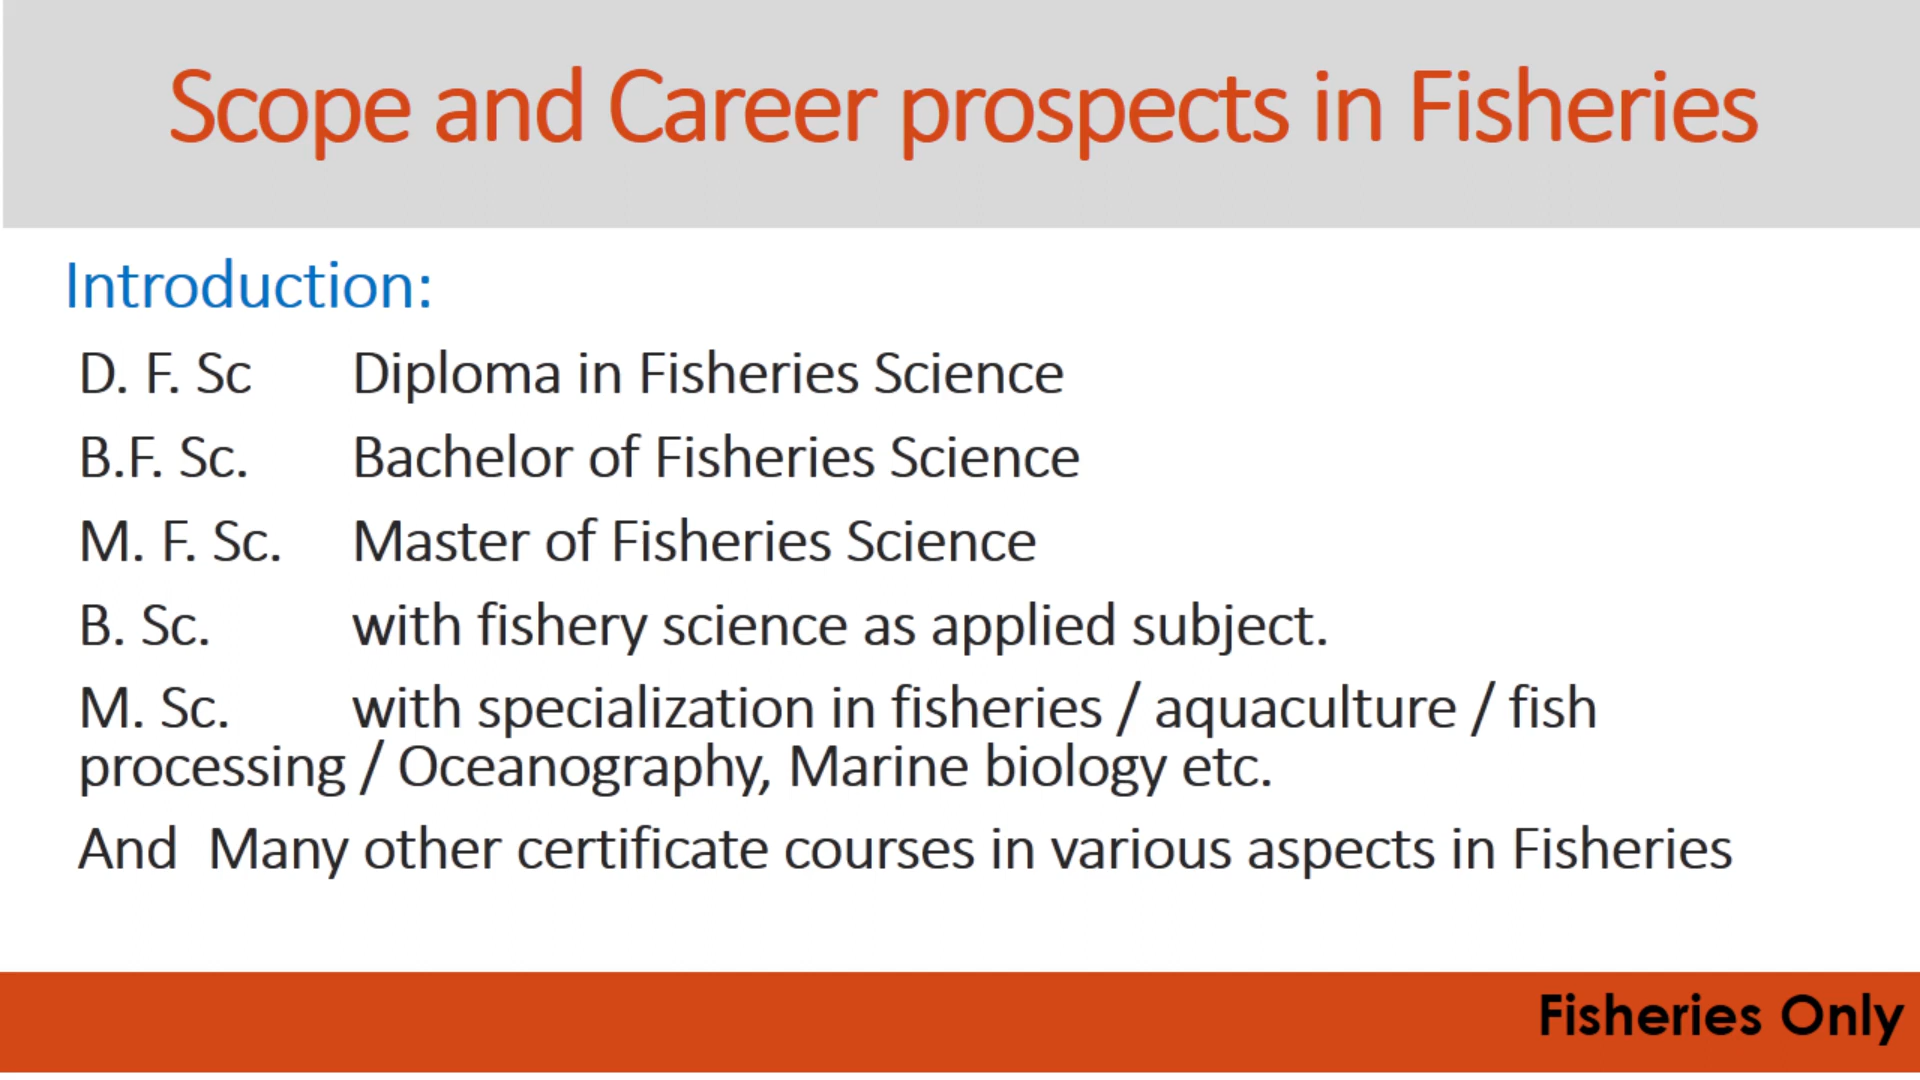 Scope and Career prospects in Fisheries
Introduction:
D. F. Sc Diploma in Fisheries Science
B.F. Sc. Bachelor of Fisheries Science
M. F. Sc. Master of Fisheries Science
B. Sc. with fishery science as applied subject.
M. Sc. with specialization in fisheries / aquaculture / fish
processing / Oceanography, Marine biology etc.
And Many other certificate courses in various aspects in Fisheries
Fisheries Only